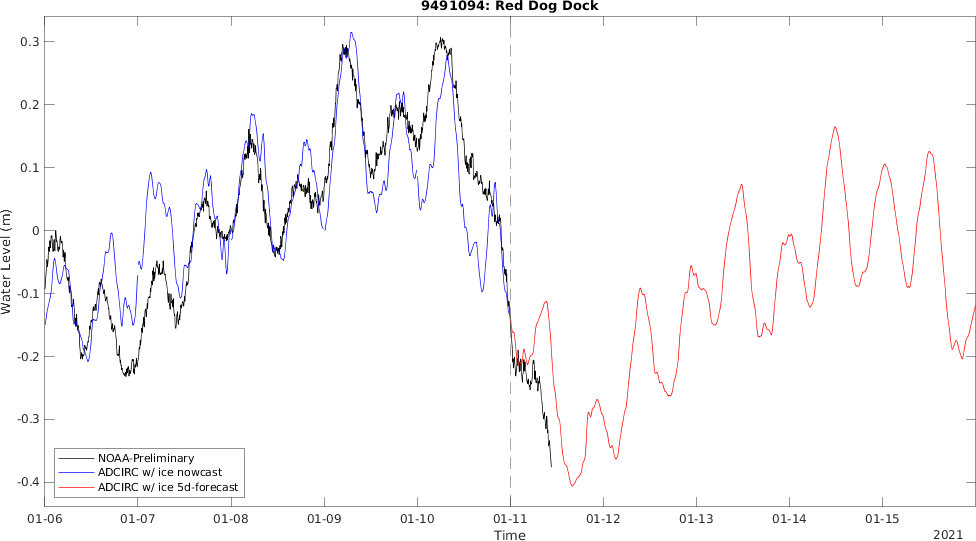 9491094: Red Dog Dock
0.3
0.2
0.1
0
-0.1
-0.2
-0.3
-0.4
Water Level (m)
NOAA-Preliminary
ADCIRC w/ ice nowcast
ADCIRC w/ ice 5d-forecast
01-06 01-07 01-08 01-09 01-10 01-11 01-12 01-13 01-14 01-15
Time
2021